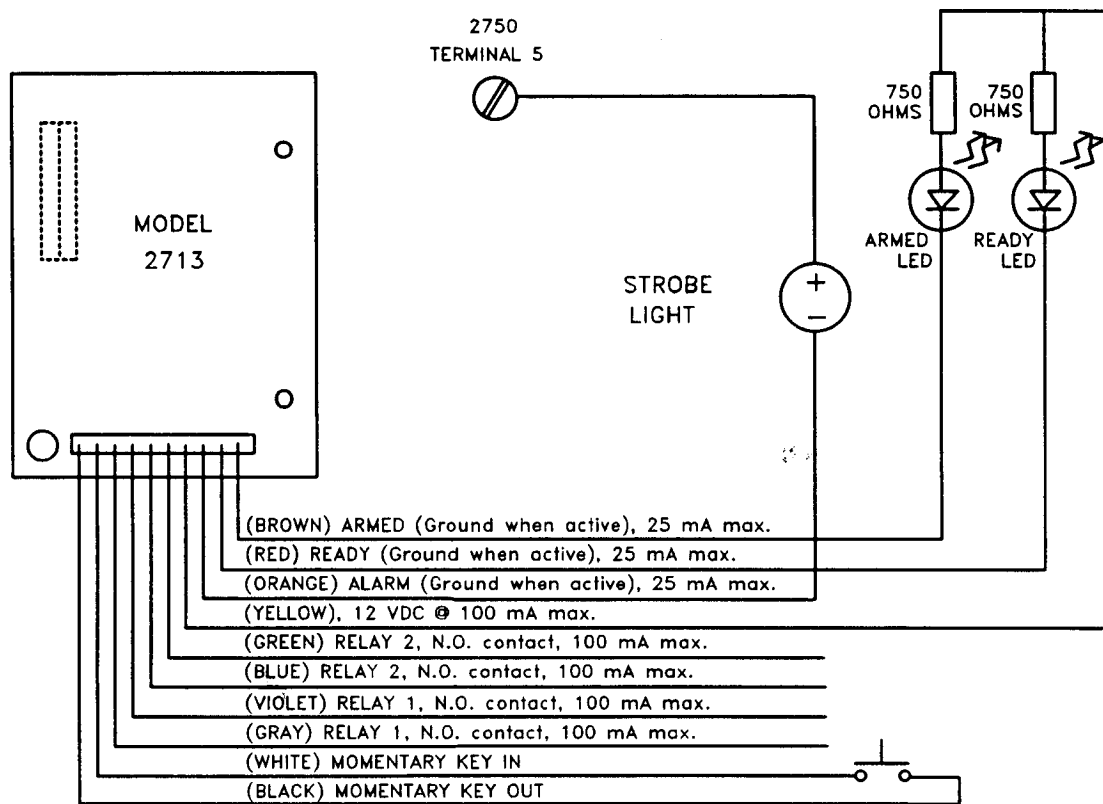 2750
TERMINAL 5
750
OHMS
750
OHMS
MODEL
2713
ARMED
LED
READY
LED
STROBE
LIGHT
+
−
(BROWN) ARMED (Ground when active), 25 mA max.
(RED) READY (Ground when active), 25 mA max.
(ORANGE) ALARM (Ground when active), 25 mA max.
(YELLOW), 12 VDC @ 100 mA max.
(GREEN) RELAY 2, N.O. contact, 100 mA max.
(BLUE) RELAY 2, N.O. contact, 100 mA max.
(VIOLET) RELAY 1, N.O. contact, 100 mA max.
(GRAY) RELAY 1, N.O. contact, 100 mA max.
(WHITE) MOMENTARY KEY IN
(BLACK) MOMENTARY KEY OUT